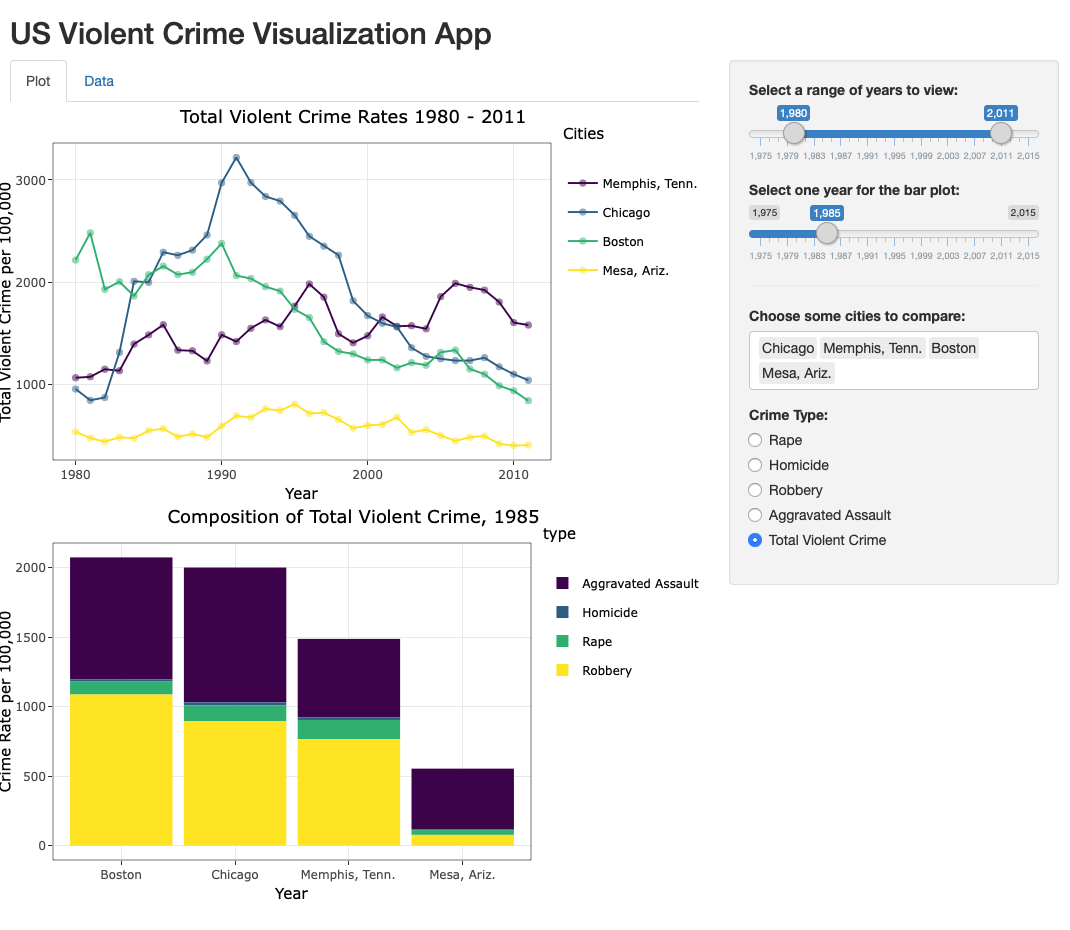 US Violent Crime Visualization App
Plot Data
Total Violent Crime Rates 1980 - 2011
Cities
Memphis, Tenn.
Chicago
Boston
Mesa, Ariz.
Total Violent Crime per 100,000
3000
2000
1000
1980 1990 2000 2010
Year
Composition of Total Violent Crime, 1985
type
Aggravated Assault
Homicide
Rape
Robbery
Crime Rate per 100,000
2000
1500
1000
500
0
Boston Chicago Memphis, Tenn. Mesa, Ariz.
Year
Select a range of years to view:
1,980 2,011
1,975 1,979 1,983 1,987 1,991 1,995 1,999 2,003 2,007 2,011 2,015
Select one year for the bar plot:
1,975 1,985 2,015
1,975 1,979 1,983 1,987 1,991 1,995 1,999 2,003 2,007 2,011 2,015
Choose some cities to compare:
Chicago Memphis, Tenn. Boston
Mesa, Ariz.
Crime Type:
Rape
Homicide
Robbery
Aggravated Assault
Total Violent Crime